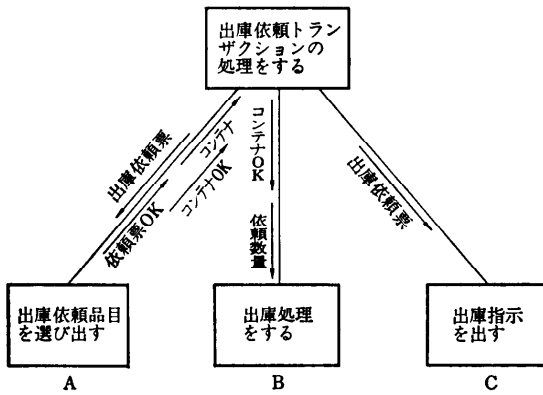 出庫依頼トラン
ザクションの
処理をする
出庫依頼票
コンテナ
依頼票OK
コンテナOK
コンテナOK
依頼数量
出庫依頼票
出庫依頼品目
を選び出す
出庫処理
をする
出庫指示
を出す
A
B
C